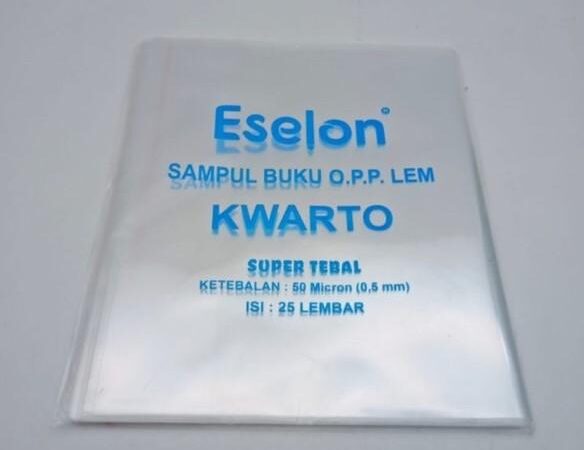 Eselon®
SAMPUL BUKU O.P.P. LEM
KWARTO
SUPER TEBAL
KETEBALAN : 50 Micron (0,5 mm)
ISI : 25 LEMBAR